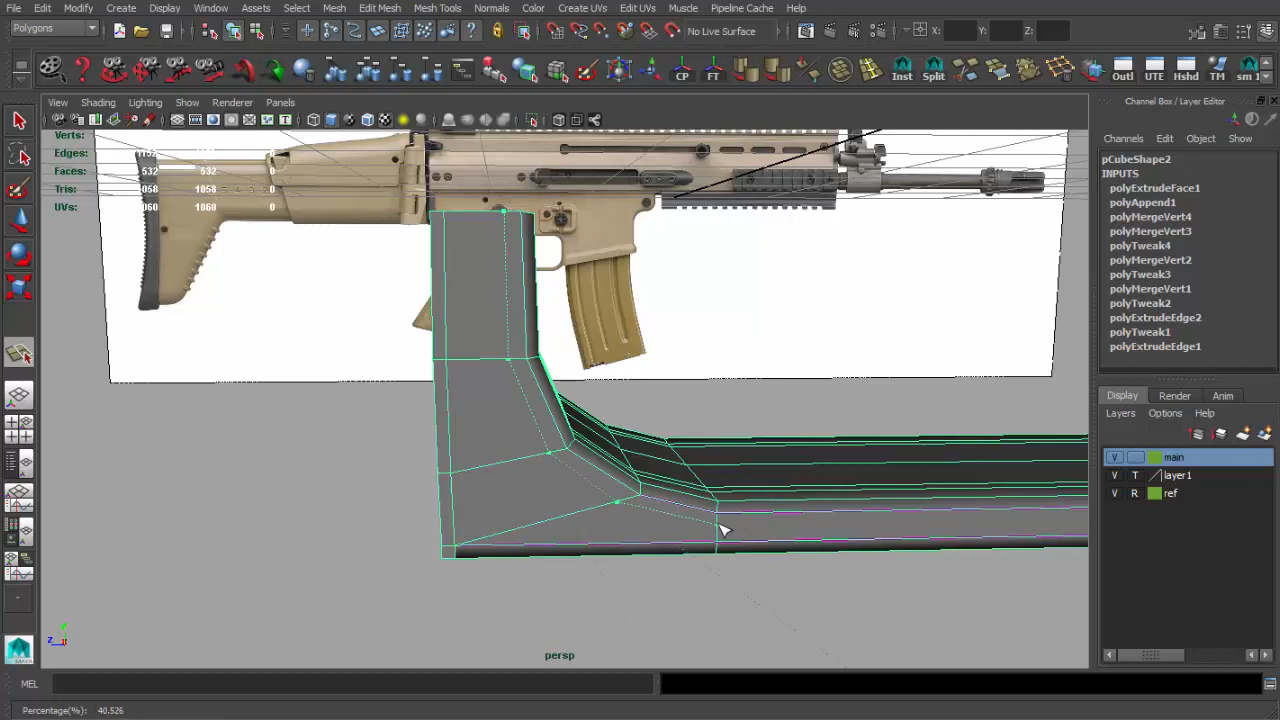 File Edit Modify Create Display Window Assets Select Mesh Edit Mesh Mesh Tools Normals Color Create UVs Edit UVs Muscle Pipeline Cache Help
Polygons No Live Surface X: Y: Z:
CP FT Inst Split Outl UTE Hshd TM sm 1
View Shading Lighting Show Renderer Panels
Channel Box / Layer Editor
Channels Edit Object Show
Verts:
Edges:
Faces: 532 532 0
Tris: 1058 0
UVs: 1060 0
pCubeShape2
INPUTS
polyExtrudeFace1
polyAppend1
polyMergeVert4
polyMergeVert3
polyTweak4
polyMergeVert2
polyTweak3
polyMergeVert1
polyTweak2
polyExtrudeEdge2
polyTweak1
polyExtrudeEdge1
Display Render Anim
Layers Options Help
V main
V T layer1
V R ref
persp
MEL
Percentage(%): 40.526